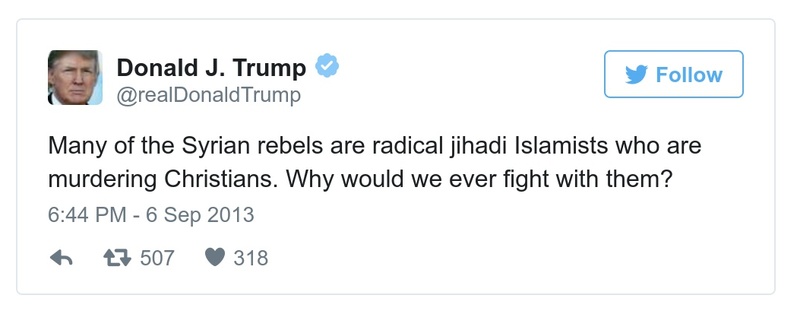 Donald J. Trump
@realDonaldTrump
Follow
Many of the Syrian rebels are radical jihadi Islamists who are
murdering Christians. Why would we ever fight with them?
6:44 PM - 6 Sep 2013
507 318